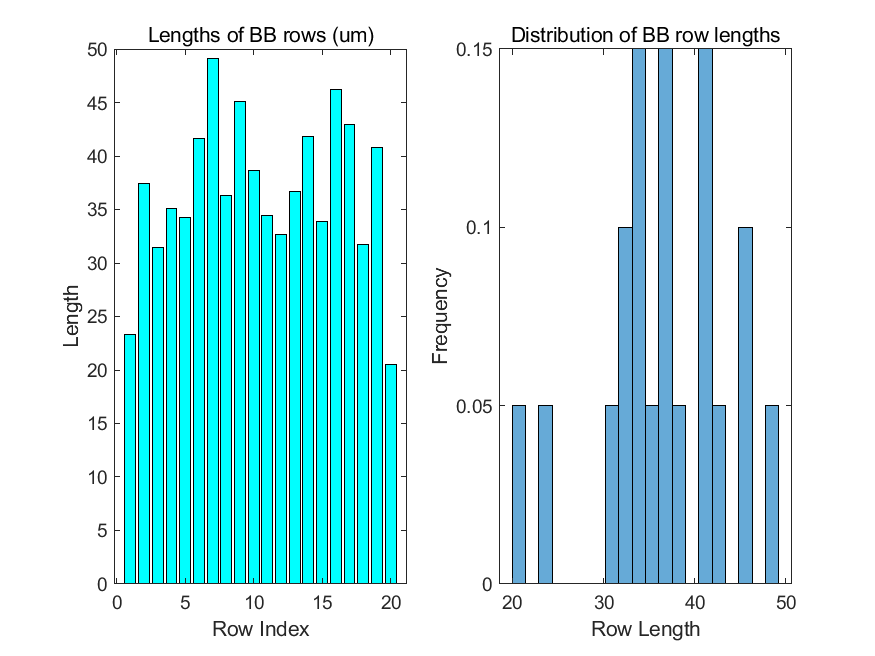 Lengths of BB rows (um)
50
45
40
35
30
25
20
15
10
5
0
0 5 10 15 20
Length
Row Index
Distribution of BB row lengths
0.15
0.1
0.05
0
20 30 40 50
Frequency
Row Length